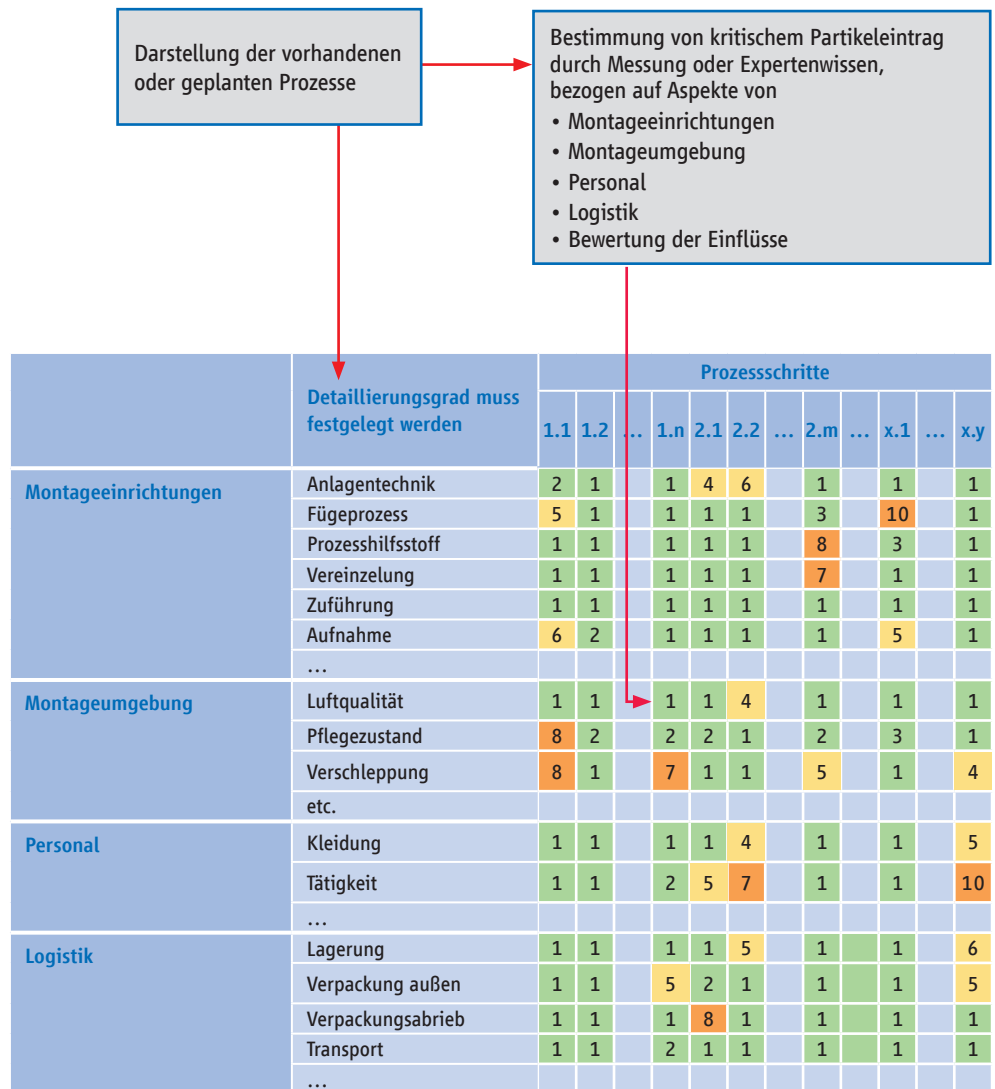 Darstellung der vorhandenen
oder geplanten Prozesse
Bestimmung von kritischem Partikeleintrag
durch Messung oder Expertenwissen,
bezogen auf Aspekte von
• Montageeinrichtungen
• Montageumgebung
• Personal
• Logistik
• Bewertung der Einflüsse
Detaillierungsgrad muss
festgelegt werden
Prozessschritte
1.1 1.2 ... 1.n 2.1 2.2 ... 2.m ... x.1 ... x.y
Montageeinrichtungen
Anlagentechnik 2 1 1 4 6 1 1 1
Fügeprozess 5 1 1 1 1 3 10 1
Prozesshilfsstoff 1 1 1 1 1 8 3 1
Vereinzelung 1 1 1 1 1 7 1 1
Zuführung 1 1 1 1 1 1 1 1
Aufnahme 6 2 1 1 1 1 5 1
...
Montageumgebung
Luftqualität 1 1 1 1 4 1 1 1
Pflegezustand 8 2 2 2 1 2 3 1
Verschleppung 8 1 7 1 1 5 1 4
etc.
Personal
Kleidung 1 1 1 1 4 1 1 5
Tätigkeit 1 1 2 5 7 1 1 10
...
Logistik
Lagerung 1 1 1 1 5 1 1 6
Verpackung außen 1 1 5 2 1 1 1 5
Verpackungsabrieb 1 1 1 8 1 1 1 1
Transport 1 1 2 1 1 1 1 1
...